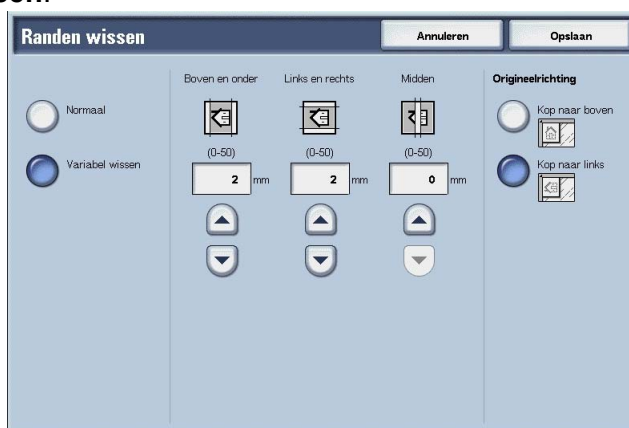 Randen wissen
Annuleren
Opslaan
Normaal
Variabel wissen
Boven en onder
Links en rechts
Midden
(0-50)
(0-50)
(0-50)
2 mm
2 mm
0 mm
Origineelrichting
Kop naar boven
Kop naar links